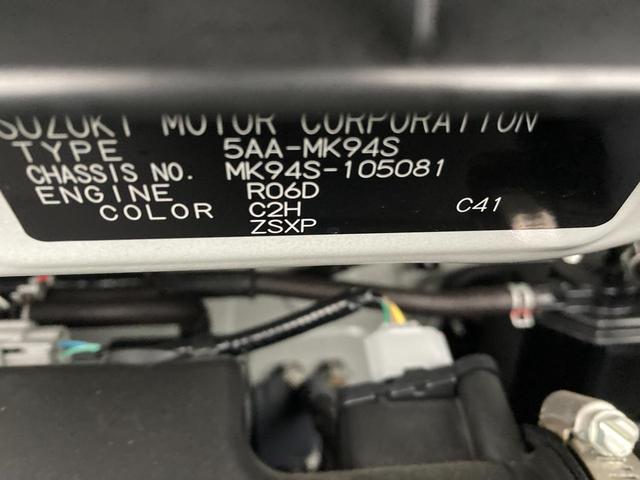 SUZUKI MOTOR CORPORATION
TYPE 5AA-MK94S
CHASSIS NO. MK94S-105081
ENGINE R06D
COLOR C2H C41
ZSXP